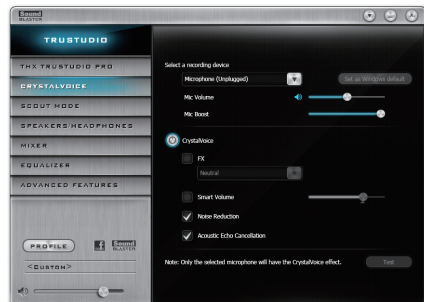 Sound
BLASTER
TRUSTUDIO
THX TRUSTUDIO PRO
CRYSTALVOICE
SCOUT MODE
SPEAKERS/HEADPHONES
MIXER
EQUALIZER
ADVANCED FEATURES
PROFILE
f
Sound
BLASTER
<CUSTOM>
Select a recording device
Microphone (Unplugged)
Set as Windows default
Mic Volume
Mic Boost
CrystalVoice
FX
Neutral
Smart Volume
Noise Reduction
Acoustic Echo Cancellation
Note: Only the selected microphone will have the CrystalVoice effect.
Test